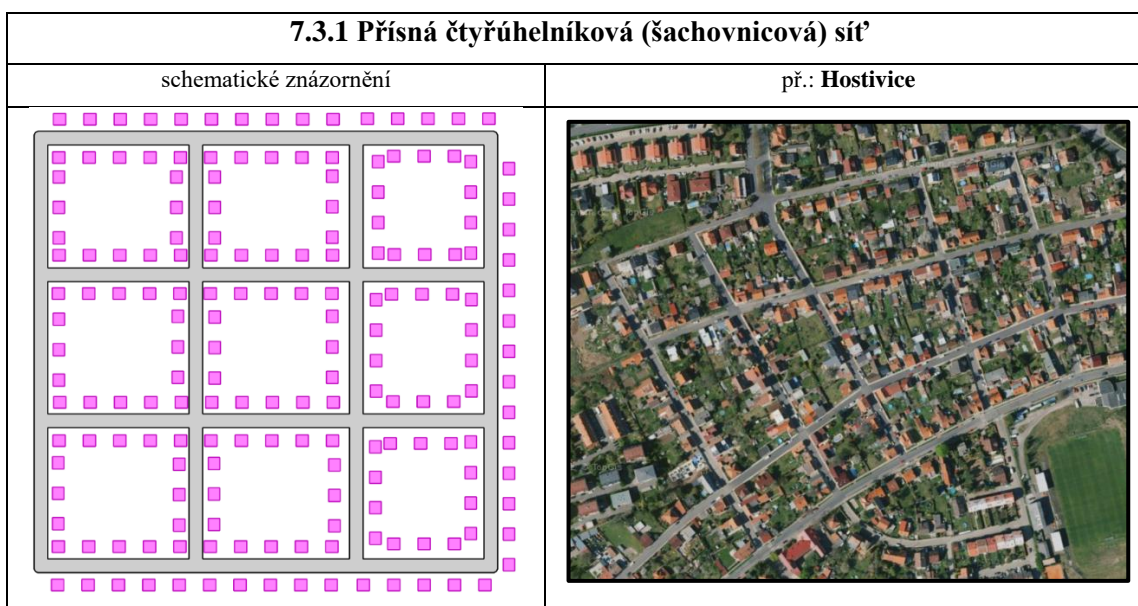 7.3.1 Přísná čtyřúhelníková (šachovnicová) síť
schematické znázornění
př.: Hostivice